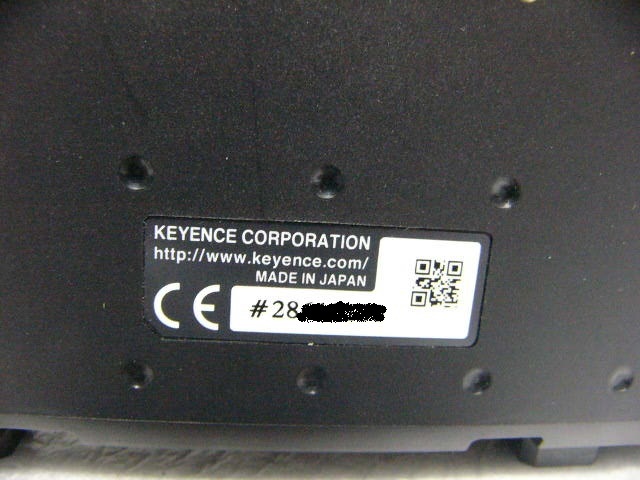 KEYENCE CORPORATION
http://www.keyence.com/
MADE IN JAPAN
CE #28